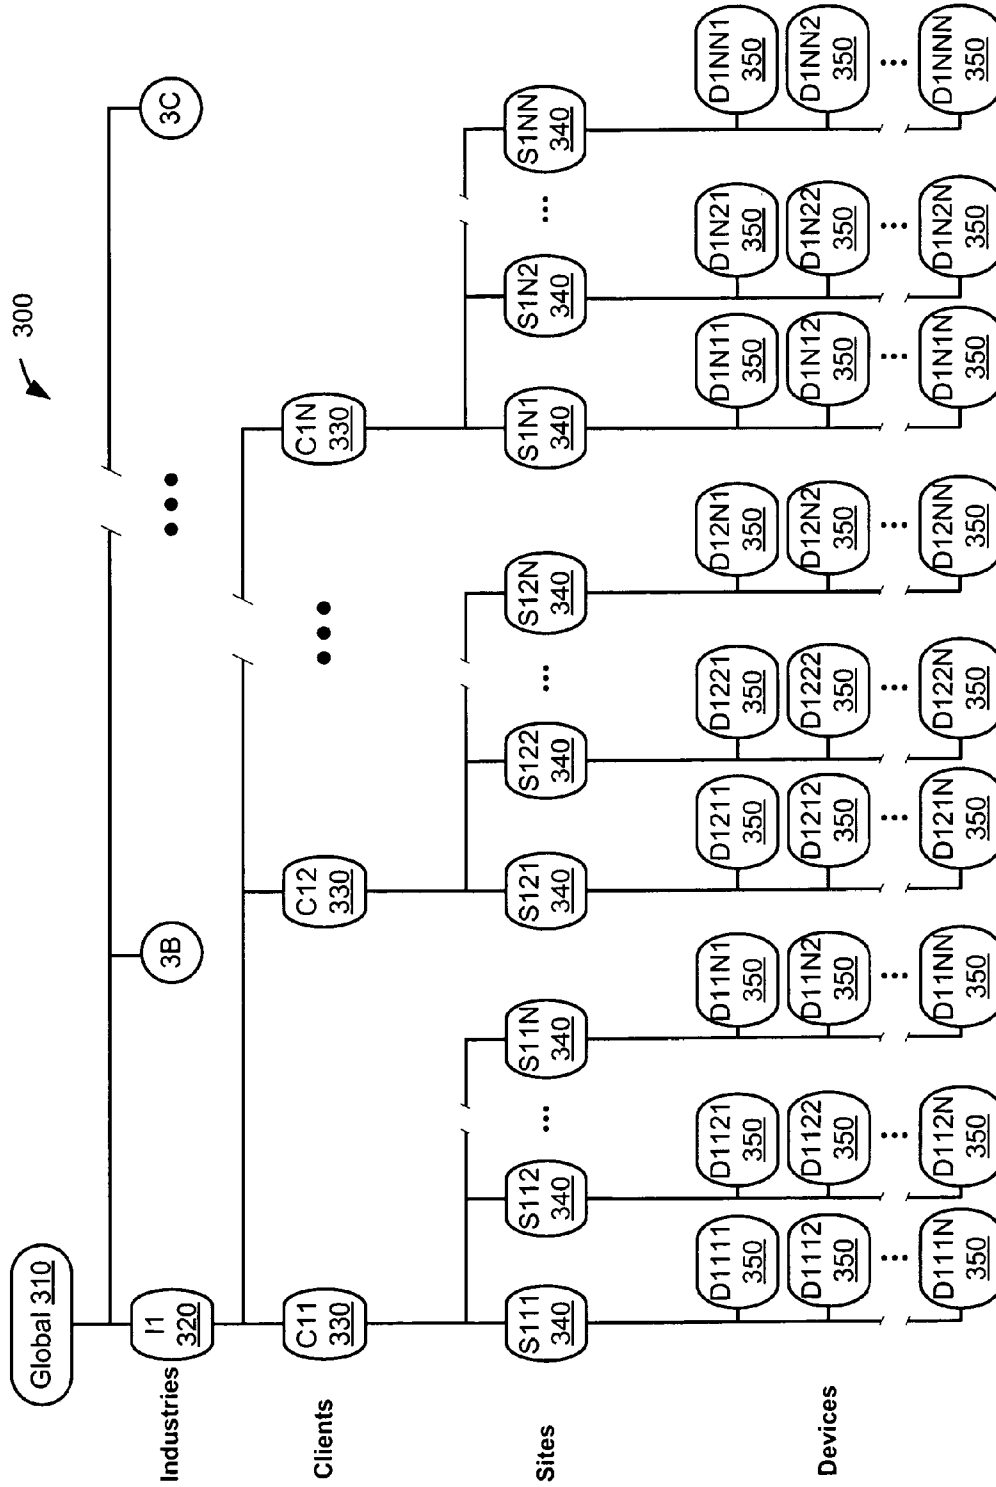 300
Global 310
Industries
I1
320
3B
•••
3C
Clients
C11
330
C12
330
•••
C1N
330
Sites
S111
340
S112
340
•••
S11N
340
S121
340
S122
340
•••
S12N
340
S1N1
340
S1N2
340
•••
S1NN
340
Devices
D1111
350
D1121
350
D11N1
350
D1211
350
D1221
350
D12N1
350
D1N11
350
D1N21
350
D1NN1
350
D1112
350
D1122
350
D11N2
350
D1212
350
D1222
350
D12N2
350
D1N12
350
D1N22
350
D1NN2
350
•••
•••
•••
•••
•••
•••
•••
•••
•••
D111N
350
D112N
350
D11NN
350
D121N
350
D122N
350
D12NN
350
D1N1N
350
D1N2N
350
D1NNN
350